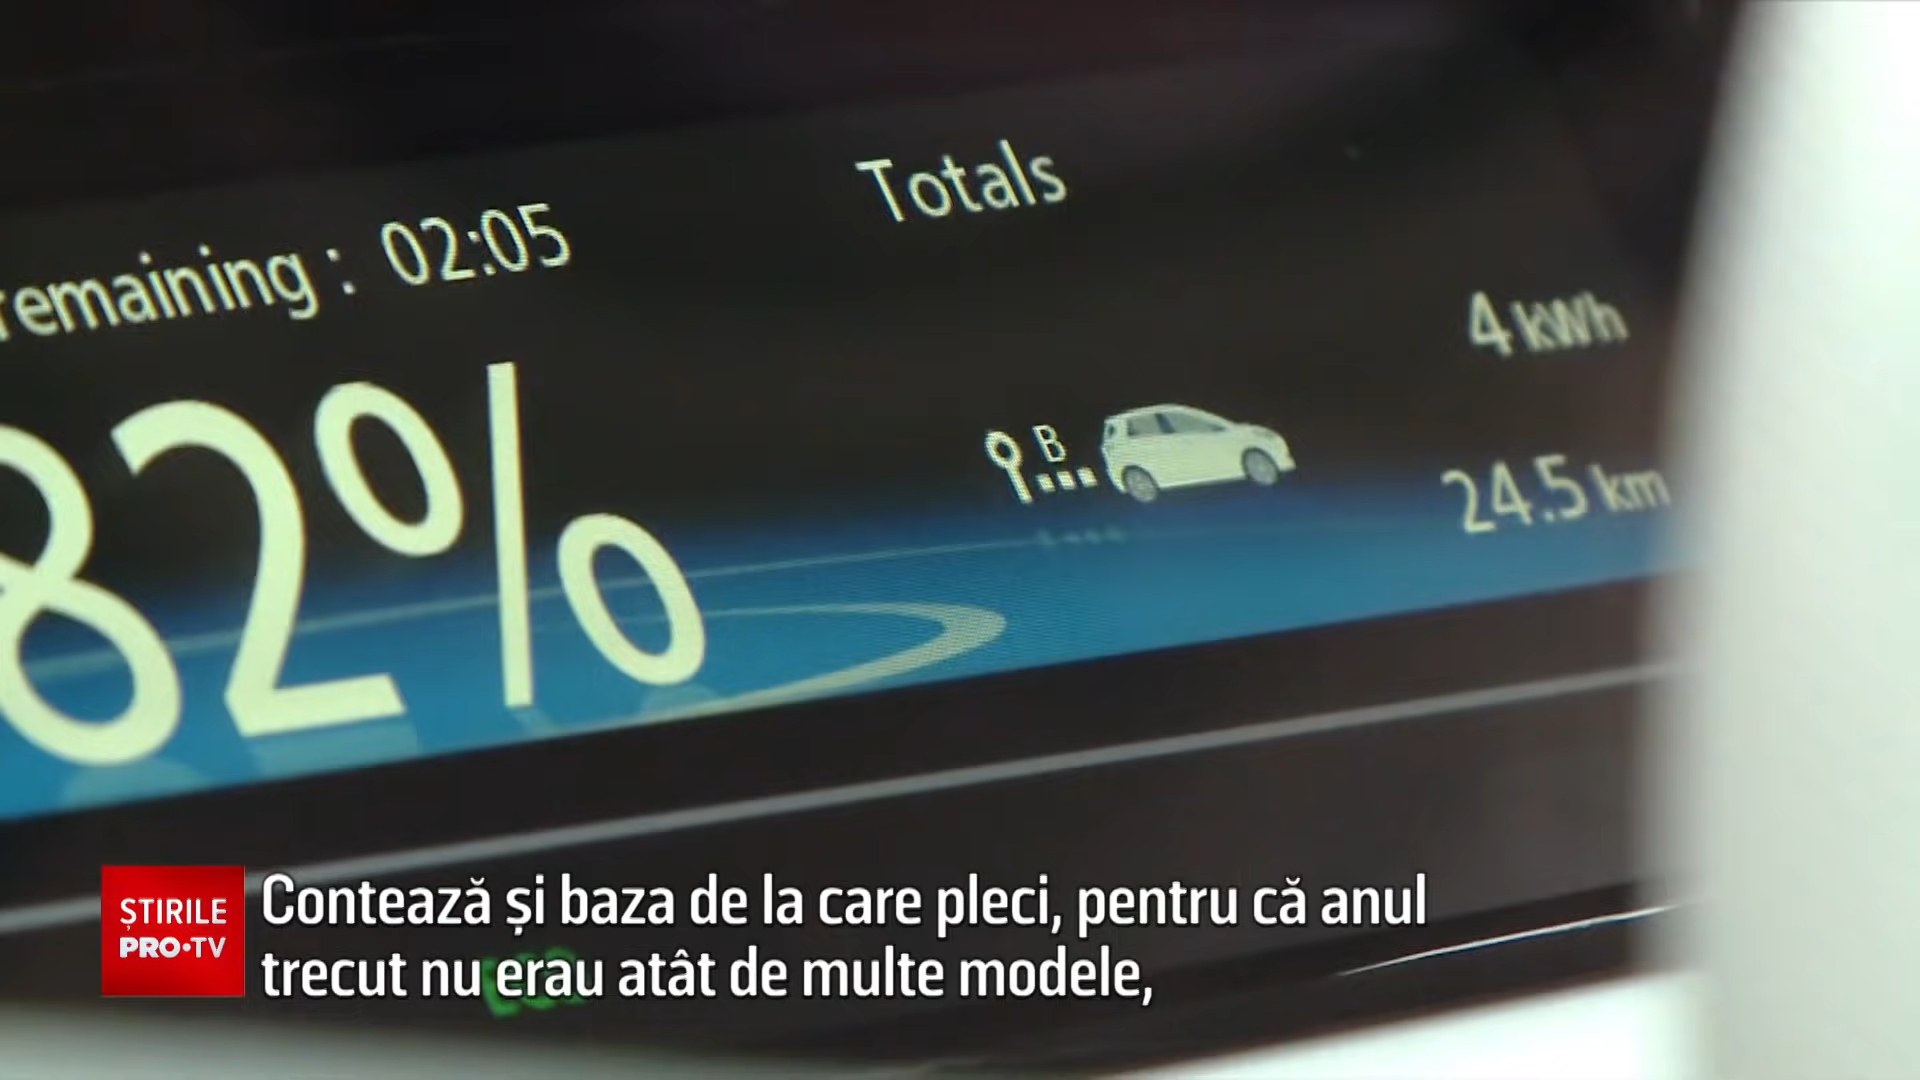 remaining : 02:05
Totals
4 kWh
82%
B
24.5 km
ȘTIRILE
PRO•TV
Contează și baza de la care pleci, pentru că anul
trecut nu erau atât de multe modele,